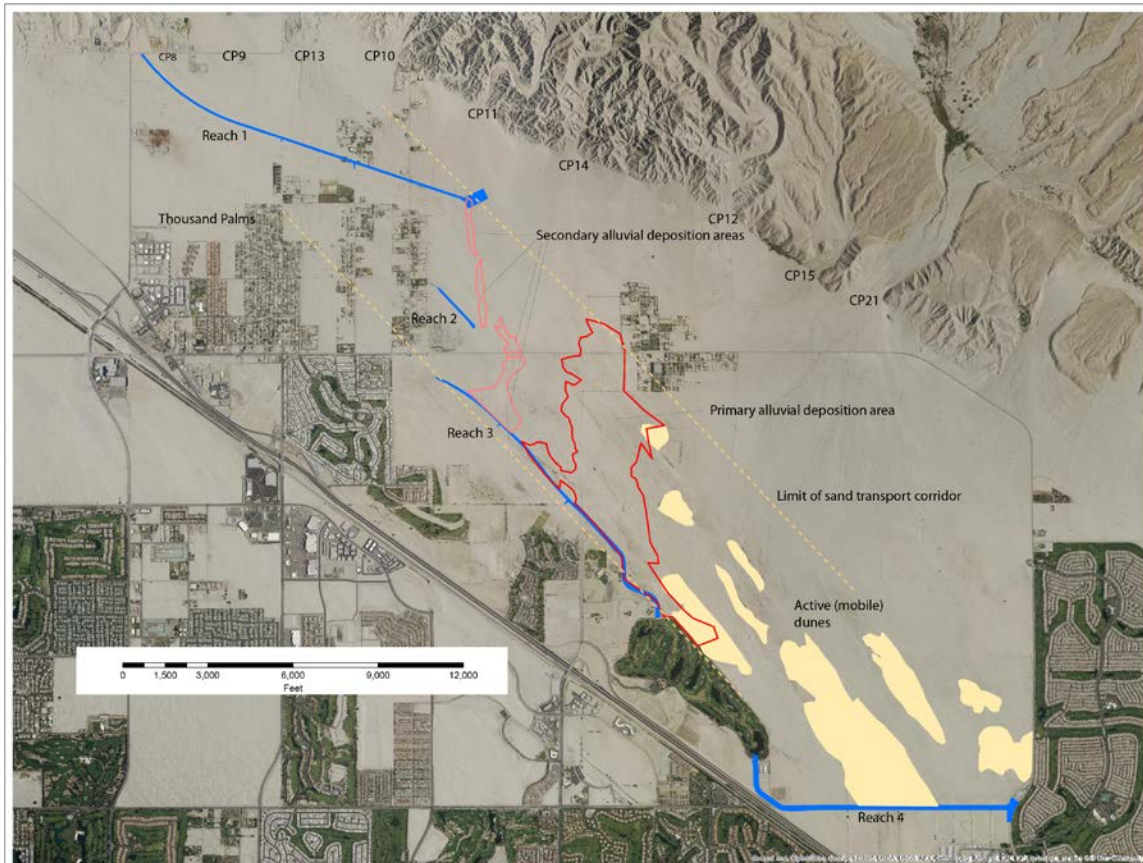 CP8
CP9
CP13
CP10
CP11
Reach 1
CP14
Thousand Palms
CP12
Secondary alluvial deposition areas
CP15
CP21
Reach 2
Primary alluvial deposition area
Reach 3
Limit of sand transport corridor
Active (mobile)
dunes
0 1,500 3,000 6,000 9,000 12,000
Feet
Reach 4